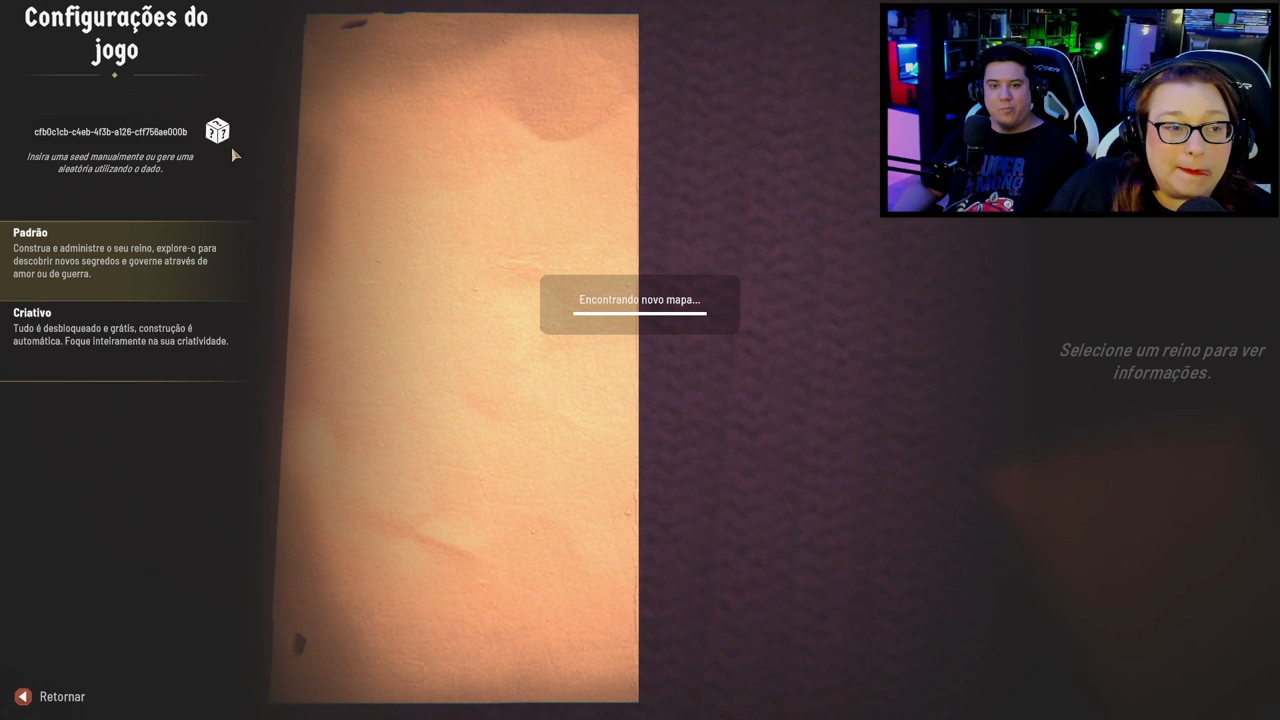 Configurações do
jogo
cfb0c1cb-c4eb-4f3b-a126-cff756ae000b
Insira uma seed manualmente ou gere uma
aleatória utilizando o dado.
Padrão
Construa e administre o seu reino, explore-o para
descobrir novos segredos e governe através de
amor ou de guerra.
Criativo
Tudo é desbloqueado e grátis, construção é
automática. Foque inteiramente na sua criatividade.
Encontrando novo mapa...
Selecione um reino para ver
informações.
Retornar